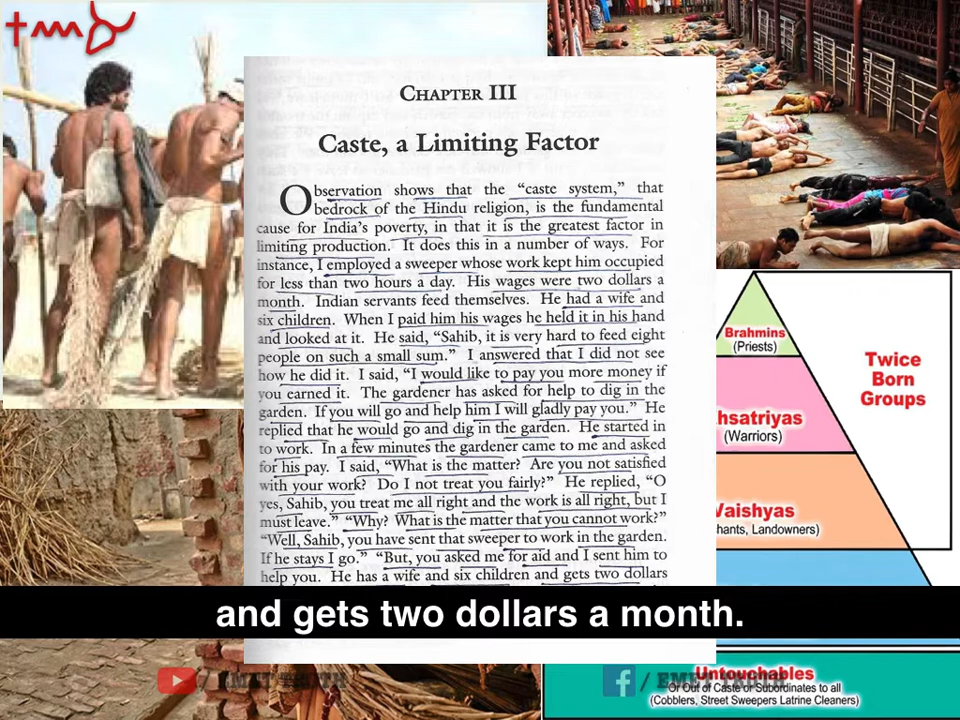 CHAPTER III
Caste, a Limiting Factor
Observation shows that the “caste system,” that
bedrock of the Hindu religion, is the fundamental
cause for India’s poverty, in that it is the greatest factor in
limiting production. It does this in a number of ways. For
instance, I employed a sweeper whose work kept him occupied
for less than two hours a day. His wages were two dollars a
month. Indian servants feed themselves. He had a wife and
six children. When I paid him his wages he held it in his hand
and looked at it. He said, “Sahib, it is very hard to feed eight
people on such a small sum.” I answered that I did not see
how he did it. I said, “I would like to pay you more money if
you earned it. The gardener has asked for help to dig in the
garden. If you will go and help him I will gladly pay you.” He
replied that he would go and dig in the garden. He started in
to work. In a few minutes the gardener came to me and asked
for his pay. I said, “What is the matter? Are you not satisfied
with your work? Do I not treat you fairly?” He replied, “O
yes, Sahib, you treat me all right and the work is all right, but I
must leave.” “Why? What is the matter that you cannot work?”
“Well, Sahib, you have sent that sweeper to work in the garden.
If he stays I go.” “But, you asked me for aid and I sent him to
help you. He has a wife and six children and gets two dollars
Brahmins
(Priests)
Twice
Born
Groups
hsatriyas
(Warriors)
Vaishyas
hants, Landowners)
and gets two dollars a month.
Untouchables
Or Out of Caste or Subordinates to all
(Cobblers, Street Sweepers Latrine Cleaners)